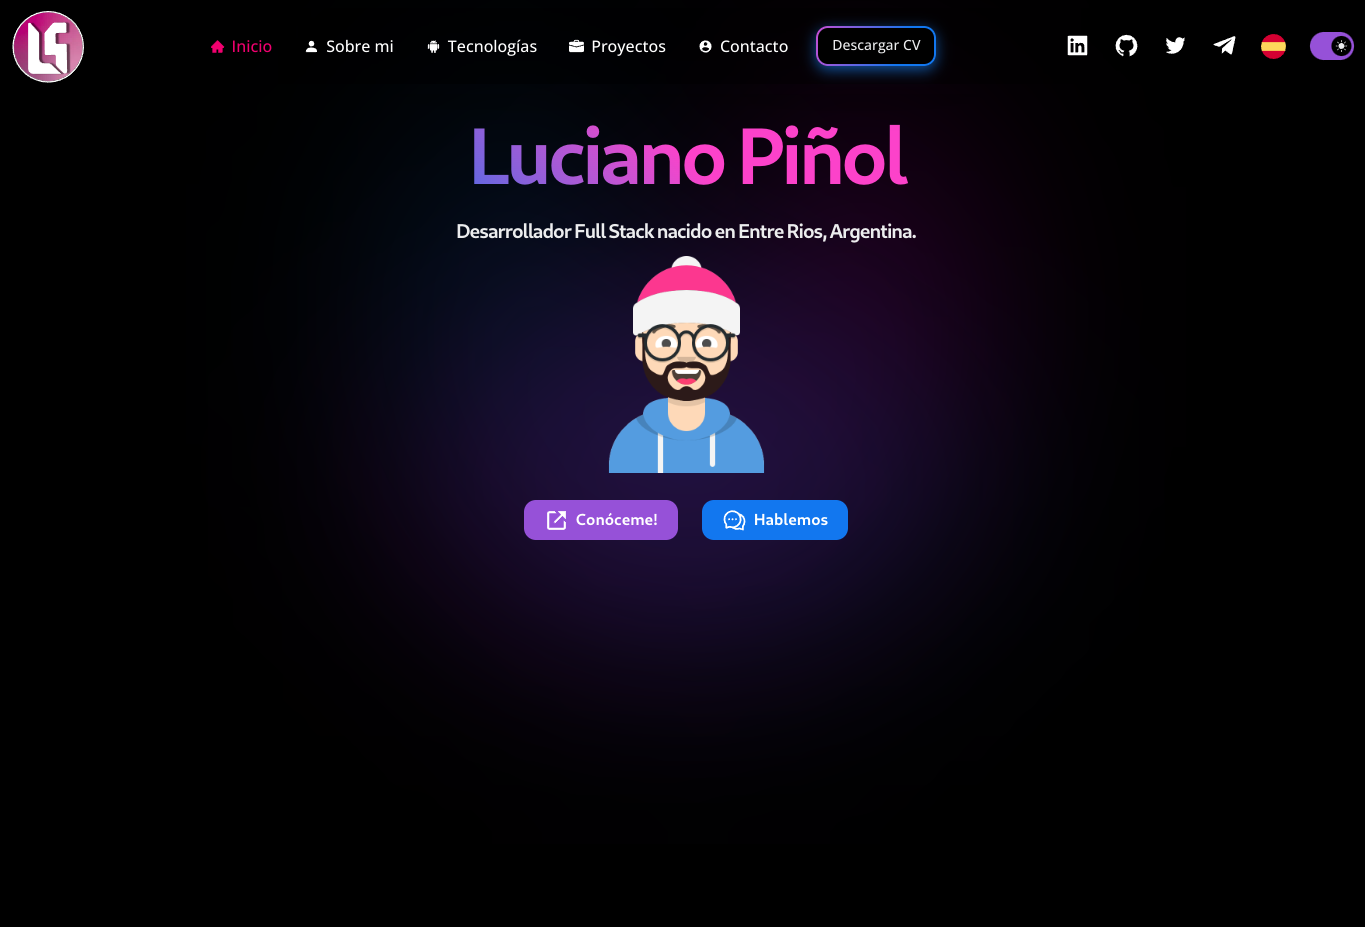 Inicio
Sobre mi
Tecnologías
Proyectos
Contacto
Descargar CV
Luciano Piñol
Desarrollador Full Stack nacido en Entre Rios, Argentina.
Conóceme!
Hablemos